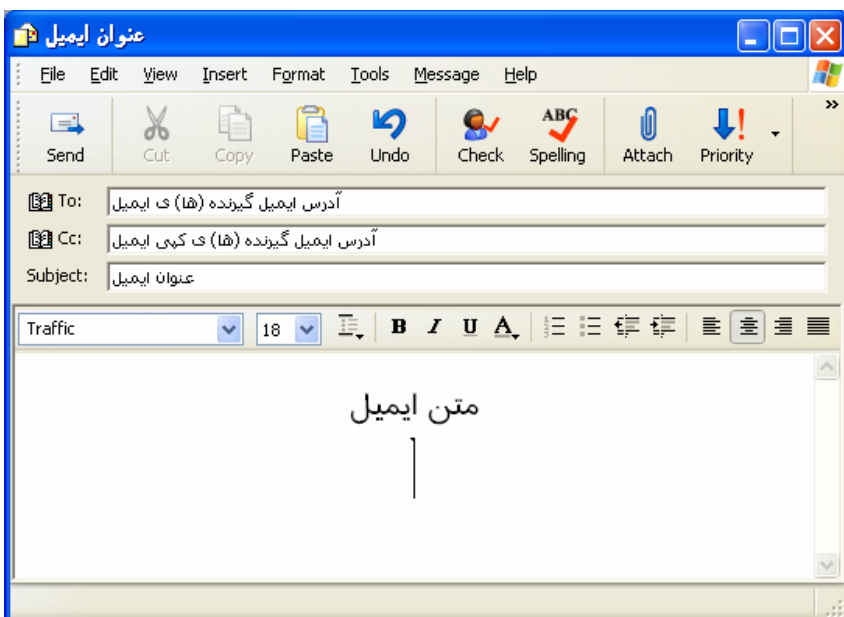 عنوان ایمیل
File Edit View Insert Format Tools Message Help
Send Cut Copy Paste Undo Check ABC Spelling Attach Priority »
To: آدرس ایمیل گیرنده (ها) ی ایمیل
Cc: آدرس ایمیل گیرنده (ها) ی کپی ایمیل
Subject: عنوان ایمیل
Traffic 18 B I U A
متن ایمیل